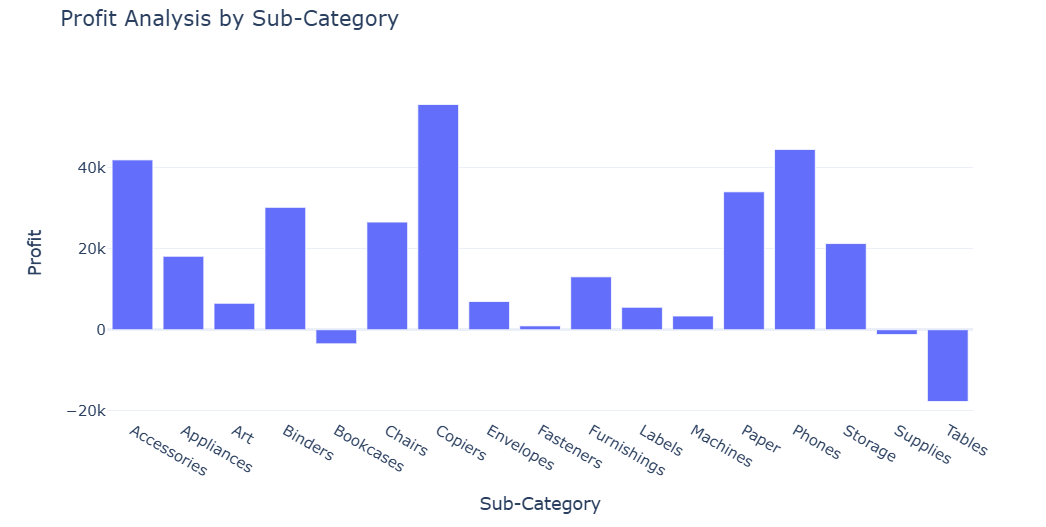 Profit Analysis by Sub-Category
Profit
40k
20k
0
−20k
Accessories
Appliances
Art
Binders
Bookcases
Chairs
Copiers
Envelopes
Fasteners
Furnishings
Labels
Machines
Paper
Phones
Storage
Supplies
Tables
Sub-Category